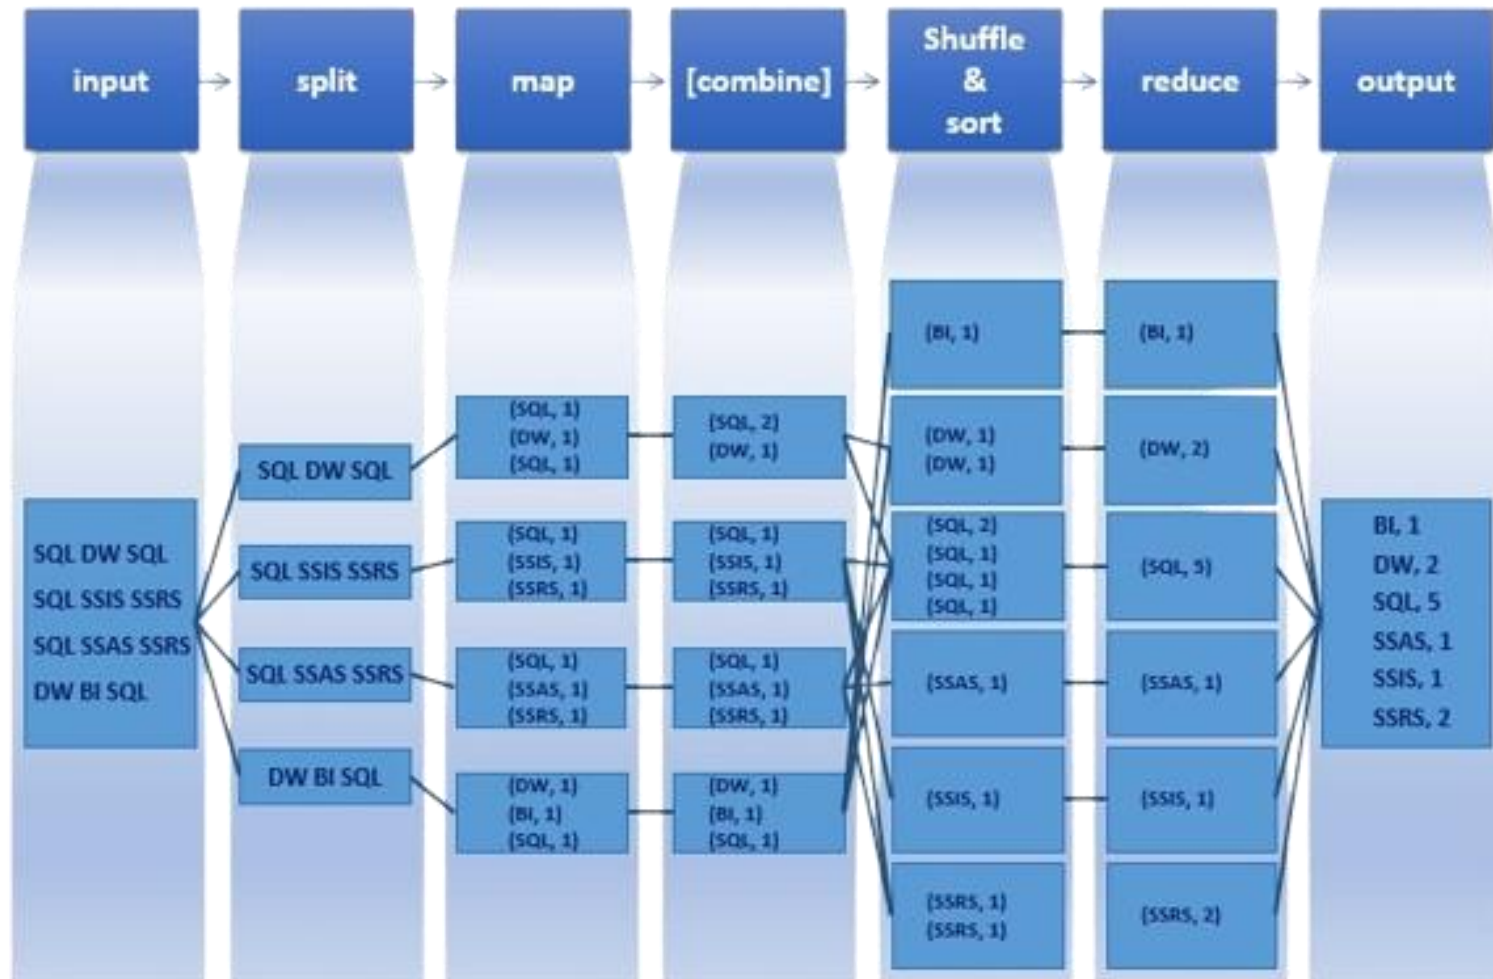 input
split
map
[combine]
Shuffle
&
sort
reduce
output
SQL DW SQL
SQL SSIS SSRS
SQL SSAS SSRS
DW BI SQL
SQL DW SQL
SQL SSIS SSRS
SQL SSAS SSRS
DW BI SQL
(SQL, 1)
(DW, 1)
(SQL, 1)
(SQL, 1)
(SSIS, 1)
(SSRS, 1)
(SQL, 1)
(SSAS, 1)
(SSRS, 1)
(DW, 1)
(BI, 1)
(SQL, 1)
(SQL, 2)
(DW, 1)
(SQL, 1)
(SSIS, 1)
(SSRS, 1)
(SQL, 1)
(SSAS, 1)
(SSRS, 1)
(DW, 1)
(BI, 1)
(SQL, 1)
(BI, 1)
(DW, 1)
(DW, 1)
(SQL, 2)
(SQL, 1)
(SQL, 1)
(SQL, 1)
(SSAS, 1)
(SSIS, 1)
(SSRS, 1)
(SSRS, 1)
(BI, 1)
(DW, 2)
(SQL, 5)
(SSAS, 1)
(SSIS, 1)
(SSRS, 2)
BI, 1
DW, 2
SQL, 5
SSAS, 1
SSIS, 1
SSRS, 2